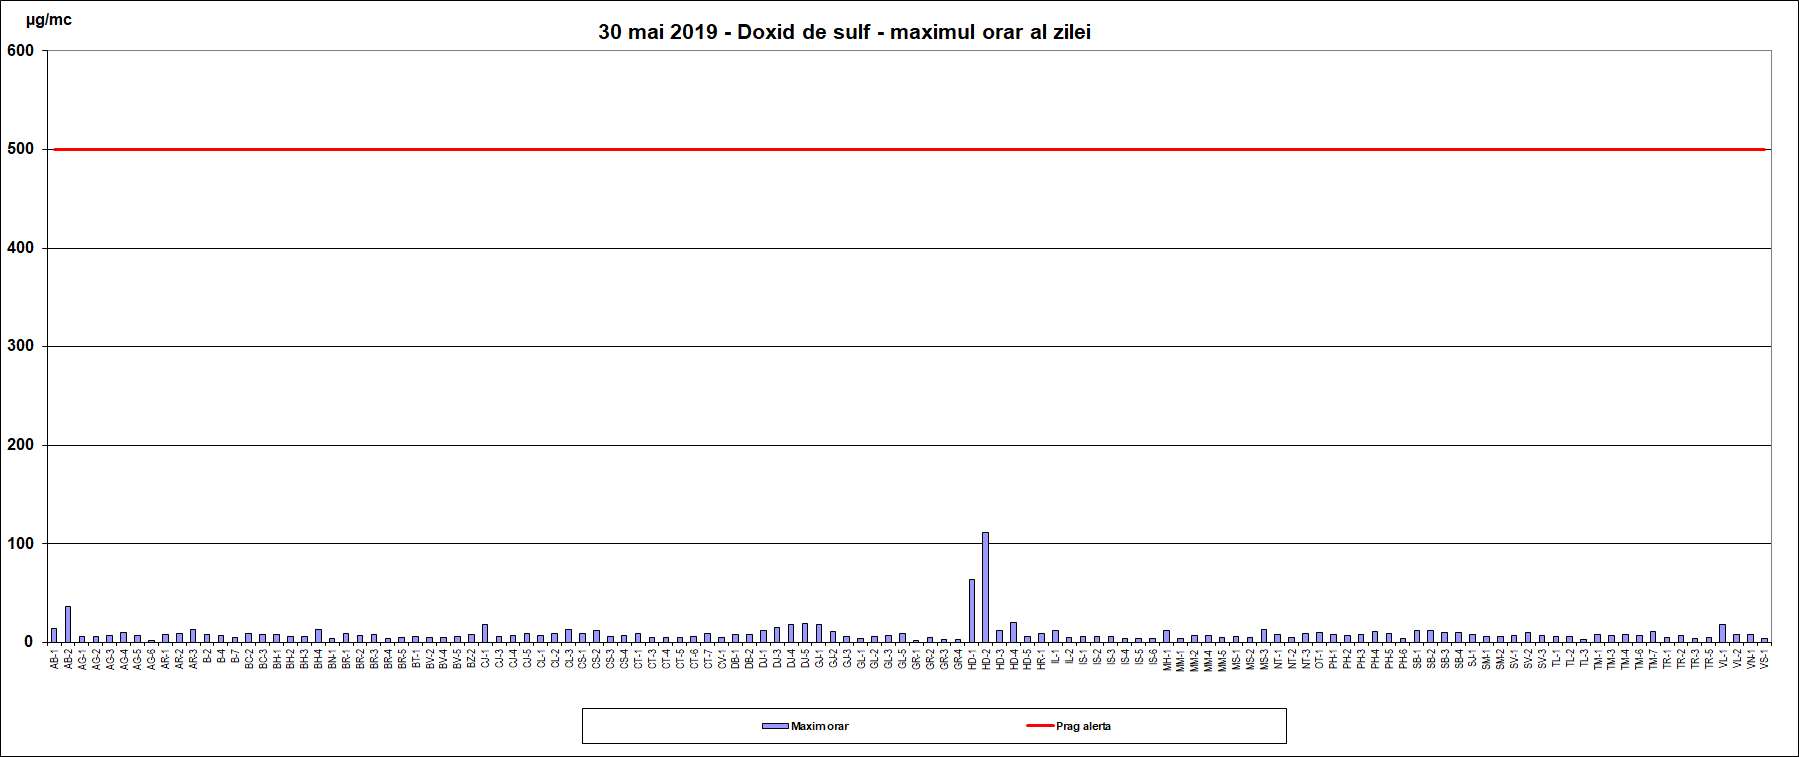 µg/mc
30 mai 2019 - Doxid de sulf - maximul orar al zilei
600
500
400
300
200
100
0
AB-1 AB-2 AG-1 AG-2 AG-3 AG-4 AG-5 AG-6 AR-1 AR-2 AR-3 B-2 B-4 B-7 BC-2 BC-3 BH-1 BH-2 BH-3 BH-4 BN-1 BR-1 BR-2 BR-3 BR-4 BR-5 BT-1 BV-2 BV-4 BV-5 BZ-2 CJ-1 CJ-3 CJ-4 CJ-5 CL-1 CL-2 CL-3 CS-1 CS-2 CS-3 CS-4 CT-1 CT-3 CT-4 CT-5 CT-6 CT-7 CV-1 DB-1 DB-2 DJ-1 DJ-3 DJ-4 DJ-5 GJ-1 GJ-2 GJ-3 GL-1 GL-2 GL-3 GL-5 GR-1 GR-2 GR-3 GR-4 HD-1 HD-2 HD-3 HD-4 HD-5 HR-1 IL-1 IL-2 IS-1 IS-2 IS-3 IS-4 IS-5 IS-6 MH-1 MM-1 MM-2 MM-4 MM-5 MS-1 MS-2 MS-3 NT-1 NT-2 NT-3 OT-1 PH-1 PH-2 PH-3 PH-4 PH-5 PH-6 SB-1 SB-2 SB-3 SB-4 SJ-1 SM-1 SM-2 SV-1 SV-2 SV-3 TL-1 TL-2 TL-3 TM-1 TM-3 TM-4 TM-6 TM-7 TR-1 TR-2 TR-3 TR-5 VL-1 VL-2 VN-1 VS-1
Maxim orar
Prag alerta